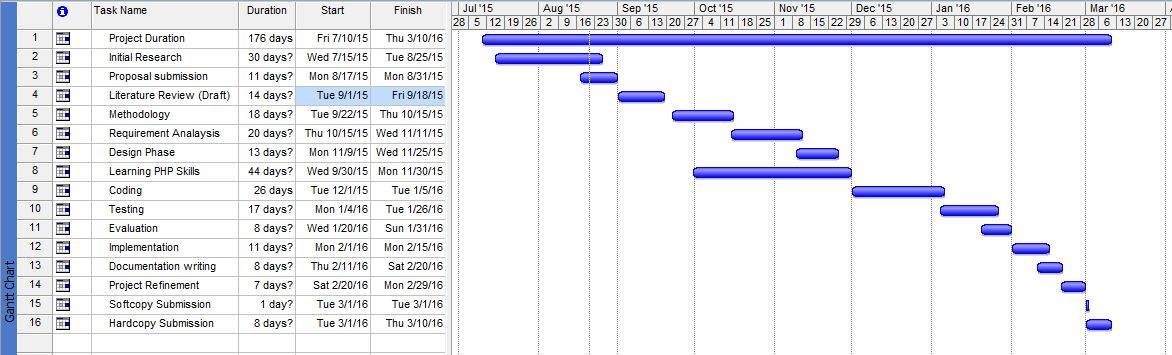 Task Name Duration Start Finish Jul '15 Aug '15 Sep '15 Oct '15 Nov '15 Dec '15 Jan '16 Feb '16 Mar '16
28 5 12 19 26 2 9 16 23 30 6 13 20 27 4 11 18 25 1 8 15 22 29 6 13 20 27 3 10 17 24 31 7 14 21 28 6 13 20 27
1 Project Duration 176 days Fri 7/10/15 Thu 3/10/16
2 Initial Research 30 days? Wed 7/15/15 Tue 8/25/15
3 Proposal submission 11 days? Mon 8/17/15 Mon 8/31/15
4 Literature Review (Draft) 14 days? Tue 9/1/15 Fri 9/18/15
5 Methodology 18 days? Tue 9/22/15 Thu 10/15/15
6 Requirement Analaysis 20 days? Thu 10/15/15 Wed 11/11/15
7 Design Phase 13 days? Mon 11/9/15 Wed 11/25/15
8 Learning PHP Skills 44 days? Wed 9/30/15 Mon 11/30/15
9 Coding 26 days Tue 12/1/15 Tue 1/5/16
10 Testing 17 days? Mon 1/4/16 Tue 1/26/16
11 Evaluation 8 days? Wed 1/20/16 Sun 1/31/16
12 Implementation 11 days? Mon 2/1/16 Mon 2/15/16
13 Documentation writing 8 days? Thu 2/11/16 Sat 2/20/16
14 Project Refinement 7 days? Sat 2/20/16 Mon 2/29/16
15 Softcopy Submission 1 day? Tue 3/1/16 Tue 3/1/16
16 Hardcopy Submission 8 days? Tue 3/1/16 Thu 3/10/16
Gantt Chart